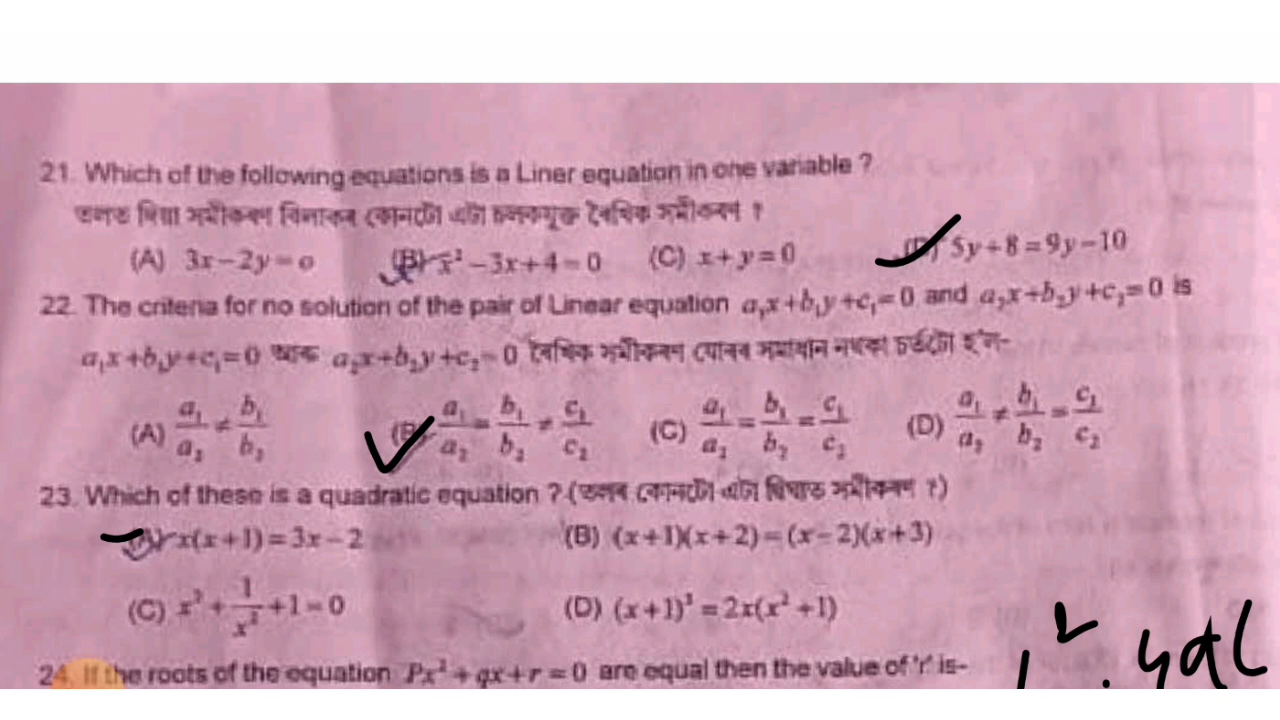 21. Which of the following equations is a Liner equation in one variable ?
তলত দিয়া সমীকৰণ বিলাকৰ কোনটো এটা চলকযুক্ত ৰৈখিক সমীকৰণ ?
(A) 3x−2y=o (B) x²−3x+4=0 (C) x+y=0 (D) 5y+8=9y−10
22. The criteria for no solution of the pair of Linear equation a₁x+b₁y+c₁=0 and a₂x+b₂y+c₂=0 is
a₁x+b₁y+c₁=0 আৰু a₂x+b₂y+c₂=0 ৰৈখিক সমীকৰণ যোৰৰ সমাধান নথকা চৰ্তটো হ'ল-
(A) a₁/a₂ ≠ b₁/b₂ (B) a₁/a₂ = b₁/b₂ ≠ c₁/c₂ (C) a₁/a₂ = b₁/b₂ = c₁/c₂ (D) a₁/a₂ ≠ b₁/b₂ = c₁/c₂
23. Which of these is a quadratic equation ? (তলৰ কোনটো এটা দ্বিঘাত সমীকৰণ ?)
(A) x(x+1)=3x−2 (B) (x+1)(x+2)=(x−2)(x+3)
(C) x²+1/x²+1=0 (D) (x+1)³=2x(x²+1)
24. If the roots of the equation Px²+qx+r=0 are equal then the value of 'r' is-